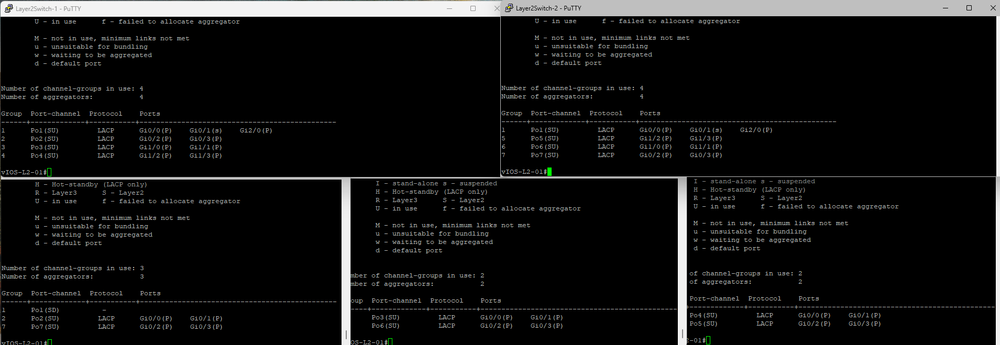 Layer2Switch-1 - PuTTY
U - in use      f - failed to allocate aggregator
M - not in use, minimum links not met
u - unsuitable for bundling
w - waiting to be aggregated
d - default port
Number of channel-groups in use: 4
Number of aggregators:           4
Group  Port-channel  Protocol    Ports
------+-------------+-----------+-----------------------------------------------
1      Po1(SU)         LACP      Gi0/0(P)    Gi0/1(s)    Gi2/0(P)
2      Po2(SU)         LACP      Gi0/2(P)    Gi0/3(P)
3      Po3(SU)         LACP      Gi1/0(P)    Gi1/1(P)
4      Po4(SU)         LACP      Gi1/2(P)    Gi1/3(P)
vIOS-L2-01#
Layer2Switch-2 - PuTTY
U - in use      f - failed to allocate aggregator
M - not in use, minimum links not met
u - unsuitable for bundling
w - waiting to be aggregated
d - default port
Number of channel-groups in use: 4
Number of aggregators:           4
Group  Port-channel  Protocol    Ports
------+-------------+-----------+-----------------------------------------------
1      Po1(SU)         LACP      Gi0/0(P)    Gi0/1(s)    Gi2/0(P)
5      Po5(SU)         LACP      Gi1/2(P)    Gi1/3(P)
6      Po6(SU)         LACP      Gi1/0(P)    Gi1/1(P)
7      Po7(SU)         LACP      Gi0/2(P)    Gi0/3(P)
vIOS-L2-01#
H - Hot-standby (LACP only)
R - Layer3      S - Layer2
U - in use      f - failed to allocate aggregator
M - not in use, minimum links not met
u - unsuitable for bundling
w - waiting to be aggregated
d - default port
Number of channel-groups in use: 3
Number of aggregators:           3
Group  Port-channel  Protocol    Ports
------+-------------+-----------+-----------------------------------------------
1      Po1(SD)          -
2      Po2(SU)         LACP      Gi0/0(P)    Gi0/1(P)
7      Po7(SU)         LACP      Gi0/2(P)    Gi0/3(P)
vIOS-L2-01#
I - stand-alone s - suspended
H - Hot-standby (LACP only)
R - Layer3      S - Layer2
U - in use      f - failed to allocate aggregator
M - not in use, minimum links not met
u - unsuitable for bundling
w - waiting to be aggregated
d - default port
mber of channel-groups in use: 2
mber of aggregators:           2
oup  Port-channel  Protocol    Ports
----+-------------+-----------+-----------------------------------------------
Po3(SU)         LACP      Gi0/0(P)    Gi0/1(P)
Po6(SU)         LACP      Gi0/2(P)    Gi0/3(P)
OS-L2-01#
I - stand-alone s - suspended
H - Hot-standby (LACP only)
R - Layer3      S - Layer2
U - in use      f - failed to allocate aggregator
M - not in use, minimum links not met
u - unsuitable for bundling
w - waiting to be aggregated
d - default port
of channel-groups in use: 2
of aggregators:           2
Port-channel  Protocol    Ports
+-------------+-----------+-----------------------------------------------
Po4(SU)         LACP      Gi0/0(P)    Gi0/1(P)
Po5(SU)         LACP      Gi0/2(P)    Gi0/3(P)
2-01#